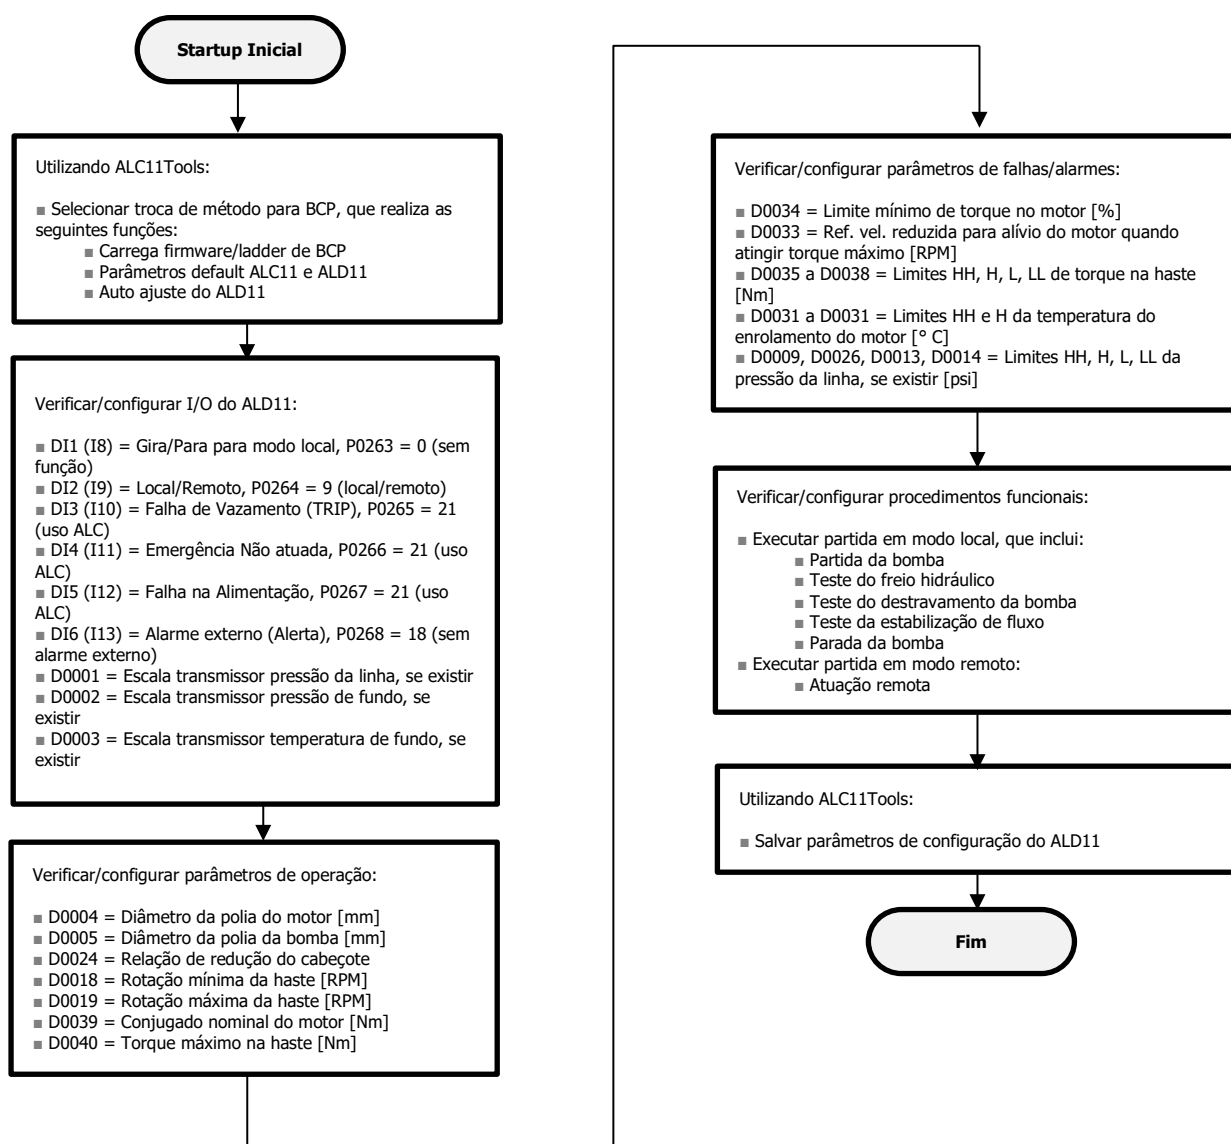 Startup Inicial
Utilizando ALC11Tools:
■ Selecionar troca de método para BCP, que realiza as
seguintes funções:
■ Carrega firmware/ladder de BCP
■ Parâmetros default ALC11 e ALD11
■ Auto ajuste do ALD11
Verificar/configurar I/O do ALD11:
■ DI1 (I8) = Gira/Para para modo local, P0263 = 0 (sem
função)
■ DI2 (I9) = Local/Remoto, P0264 = 9 (local/remoto)
■ DI3 (I10) = Falha de Vazamento (TRIP), P0265 = 21
(uso ALC)
■ DI4 (I11) = Emergência Não atuada, P0266 = 21 (uso
ALC)
■ DI5 (I12) = Falha na Alimentação, P0267 = 21 (uso
ALC)
■ DI6 (I13) = Alarme externo (Alerta), P0268 = 18 (sem
alarme externo)
■ D0001 = Escala transmissor pressão da linha, se existir
■ D0002 = Escala transmissor pressão de fundo, se
existir
■ D0003 = Escala transmissor temperatura de fundo, se
existir
Verificar/configurar parâmetros de operação:
■ D0004 = Diâmetro da polia do motor [mm]
■ D0005 = Diâmetro da polia da bomba [mm]
■ D0024 = Relação de redução do cabeçote
■ D0018 = Rotação mínima da haste [RPM]
■ D0019 = Rotação máxima da haste [RPM]
■ D0039 = Conjugado nominal do motor [Nm]
■ D0040 = Torque máximo na haste [Nm]
Verificar/configurar parâmetros de falhas/alarmes:
■ D0034 = Limite mínimo de torque no motor [%]
■ D0033 = Ref. vel. reduzida para alívio do motor quando
atingir torque máximo [RPM]
■ D0035 a D0038 = Limites HH, H, L, LL de torque na haste
[Nm]
■ D0031 a D0031 = Limites HH e H da temperatura do
enrolamento do motor [° C]
■ D0009, D0026, D0013, D0014 = Limites HH, H, L, LL da
pressão da linha, se existir [psi]
Verificar/configurar procedimentos funcionais:
■ Executar partida em modo local, que inclui:
■ Partida da bomba
■ Teste do freio hidráulico
■ Teste do destravamento da bomba
■ Teste da estabilização de fluxo
■ Parada da bomba
■ Executar partida em modo remoto:
■ Atuação remota
Utilizando ALC11Tools:
■ Salvar parâmetros de configuração do ALD11
Fim